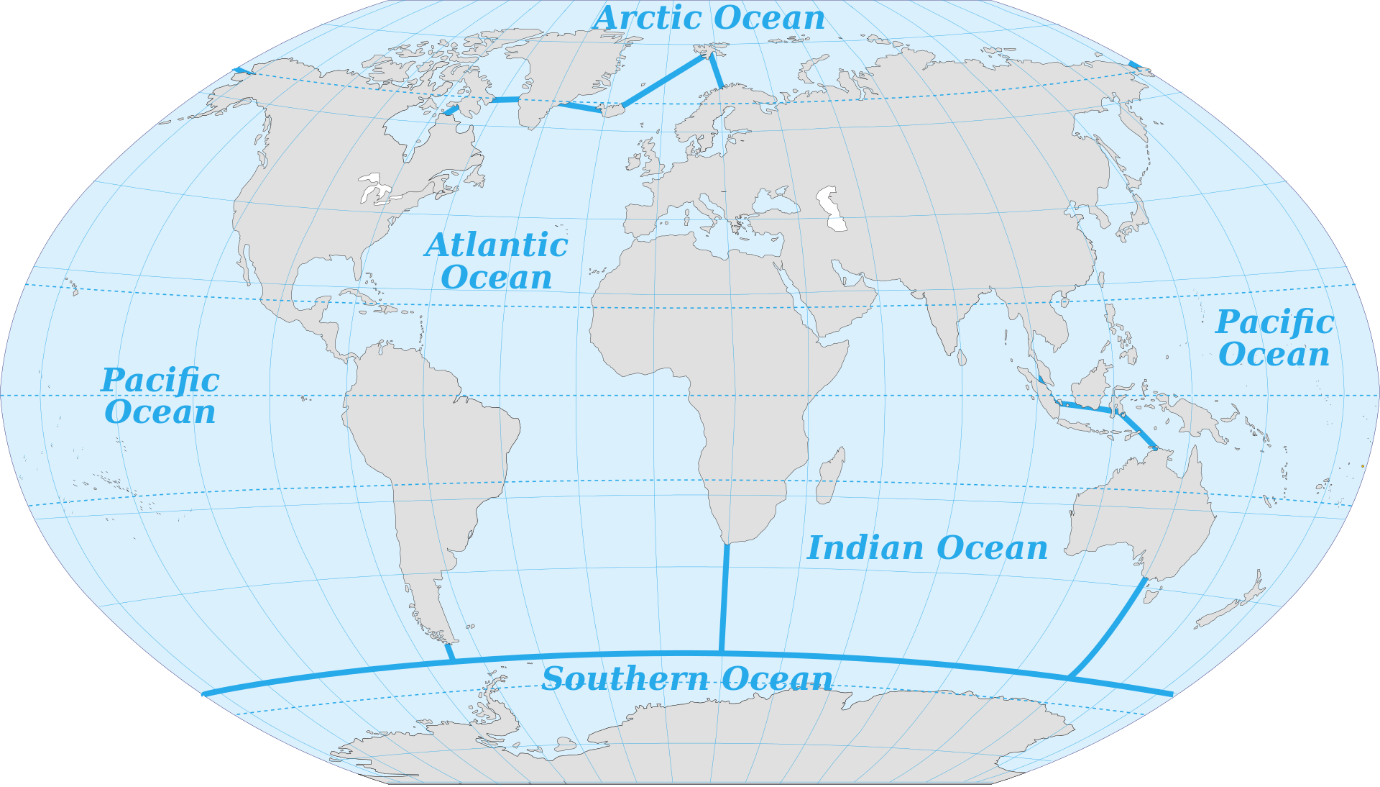 Arctic Ocean
Atlantic
Ocean
Pacific
Ocean
Pacific
Ocean
Indian Ocean
Southern Ocean